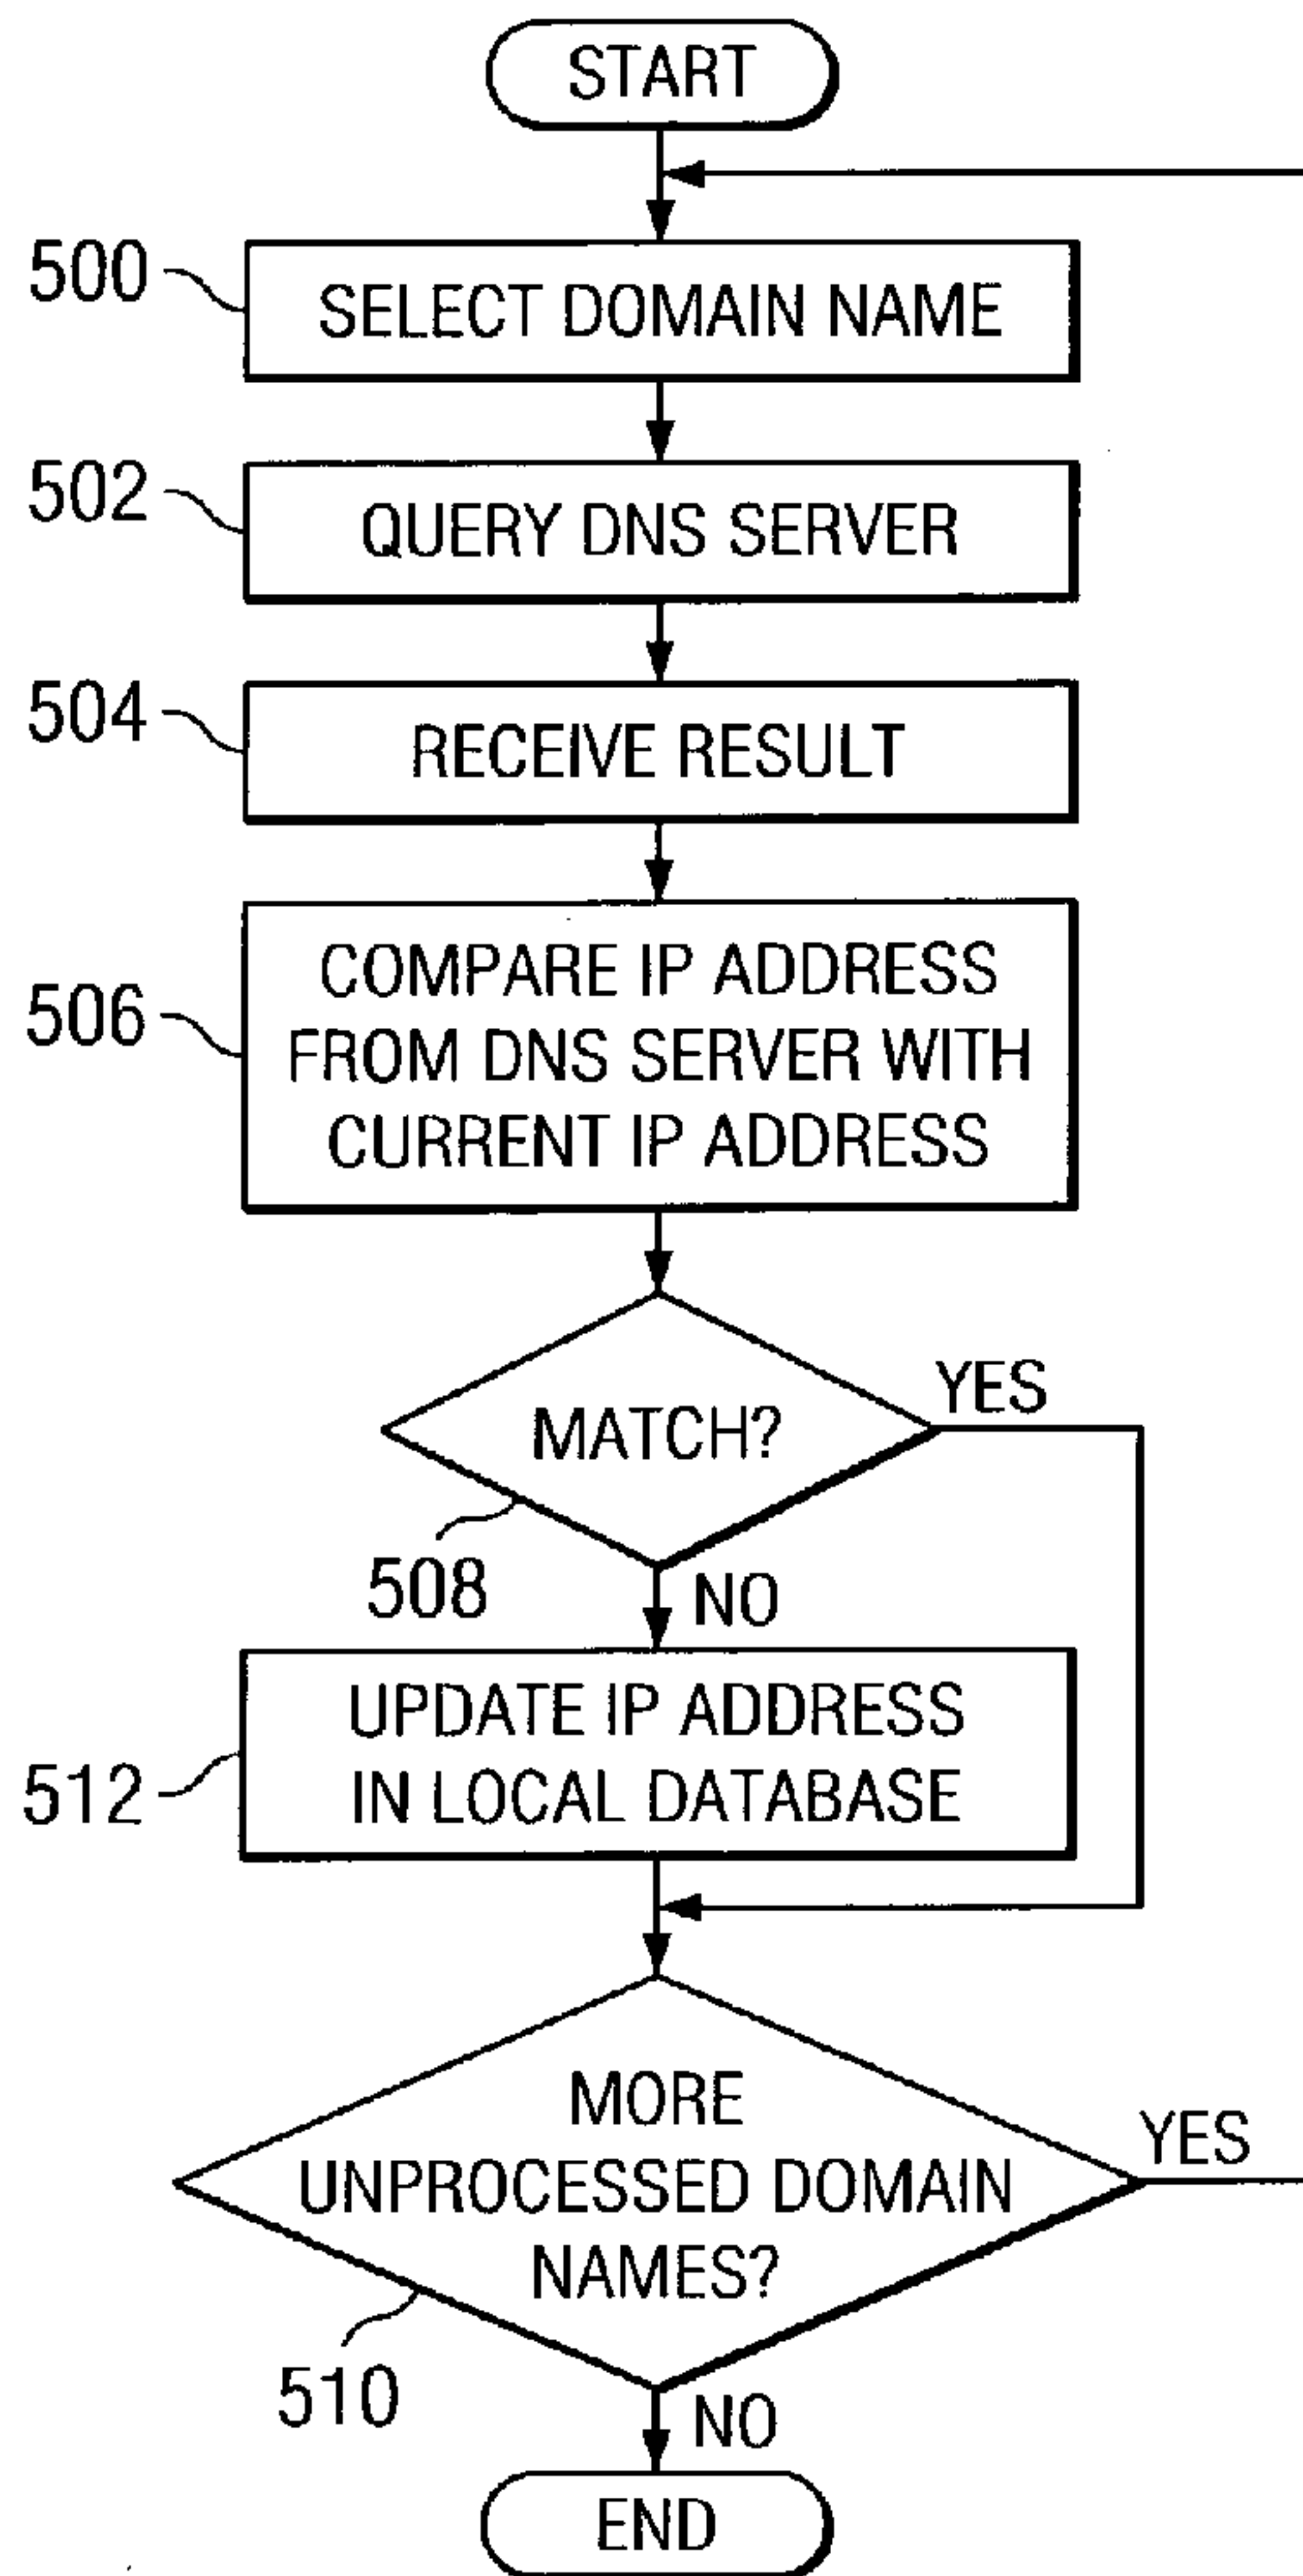 START
500
SELECT DOMAIN NAME
502
QUERY DNS SERVER
504
RECEIVE RESULT
506
COMPARE IP ADDRESS
FROM DNS SERVER WITH
CURRENT IP ADDRESS
MATCH?
YES
508
NO
512
UPDATE IP ADDRESS
IN LOCAL DATABASE
MORE
UNPROCESSED DOMAIN
NAMES?
YES
510
NO
END